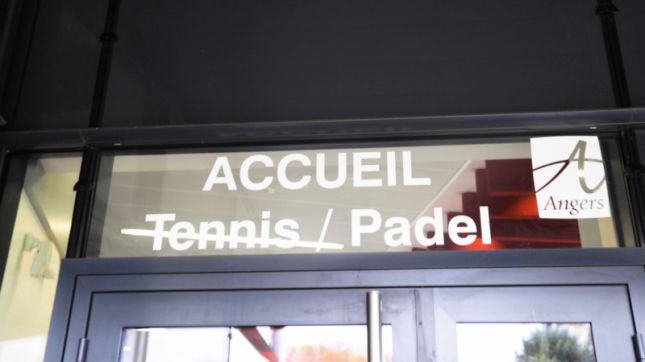 ACCUEIL
Tennis / Padel
Angers